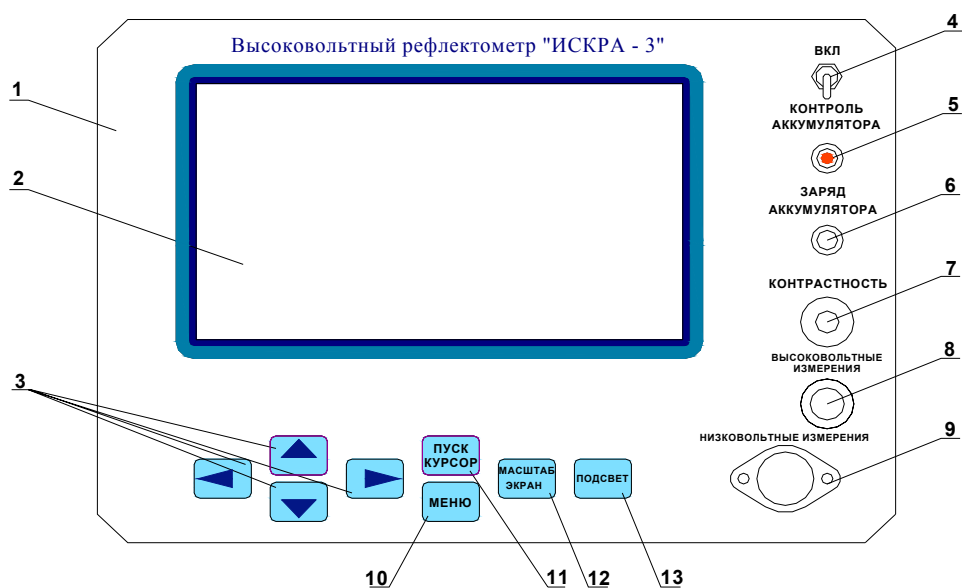 Высоковольтный рефлектометр "ИСКРА - 3"
ВКЛ
4
КОНТРОЛЬ
АККУМУЛЯТОРА
5
1
2
ЗАРЯД
АККУМУЛЯТОРА
6
КОНТРАСТНОСТЬ
7
ВЫСОКОВОЛЬТНЫЕ
ИЗМЕРЕНИЯ
8
НИЗКОВОЛЬТНЫЕ ИЗМЕРЕНИЯ
9
3
ПУСК
КУРСОР
МЕНЮ
МАСШТАБ
ЭКРАН
ПОДСВЕТ
10
11
12
13